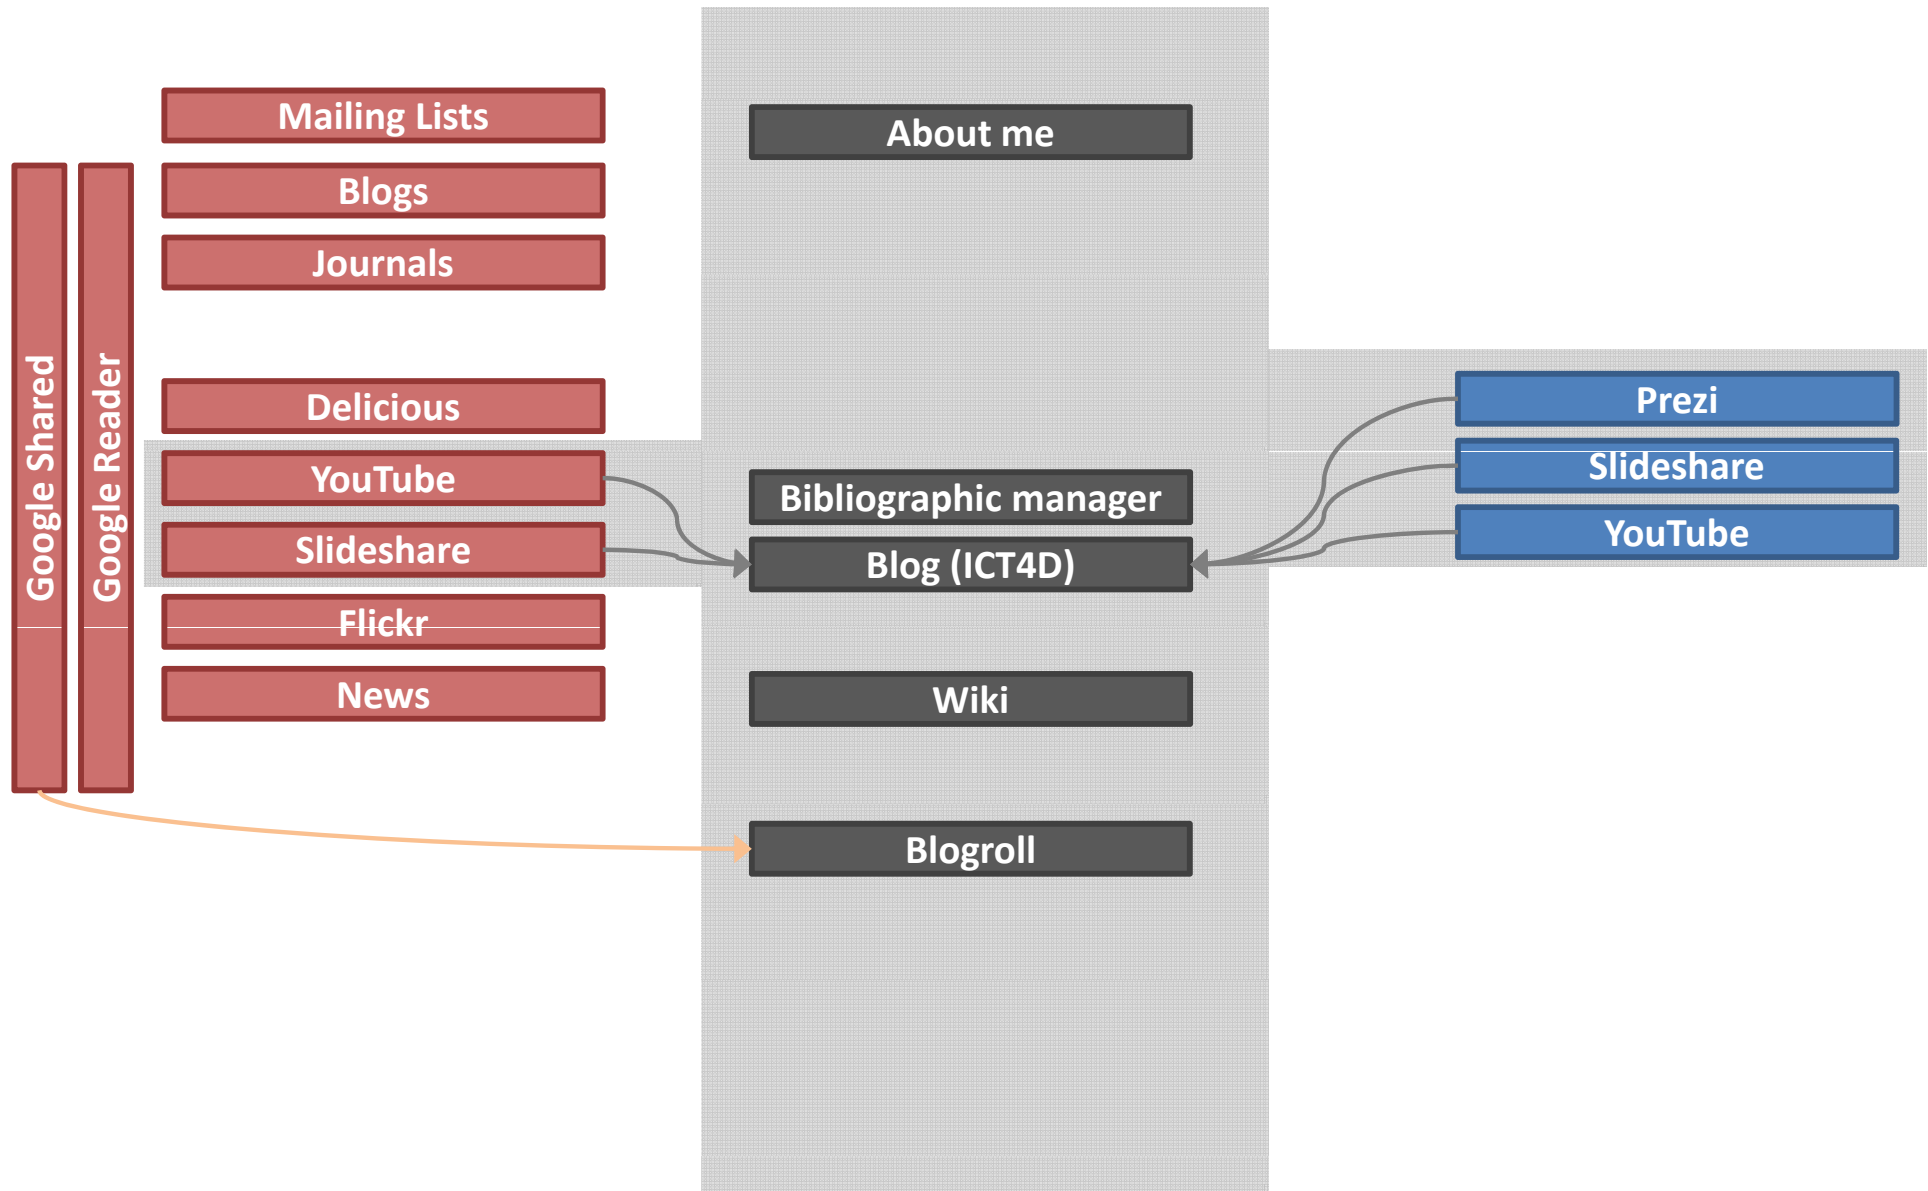 Google Shared
Google Reader
Mailing Lists
Blogs
Journals
Delicious
YouTube
Slideshare
Flickr
News
About me
Bibliographic manager
Blog (ICT4D)
Wiki
Blogroll
Prezi
Slideshare
YouTube